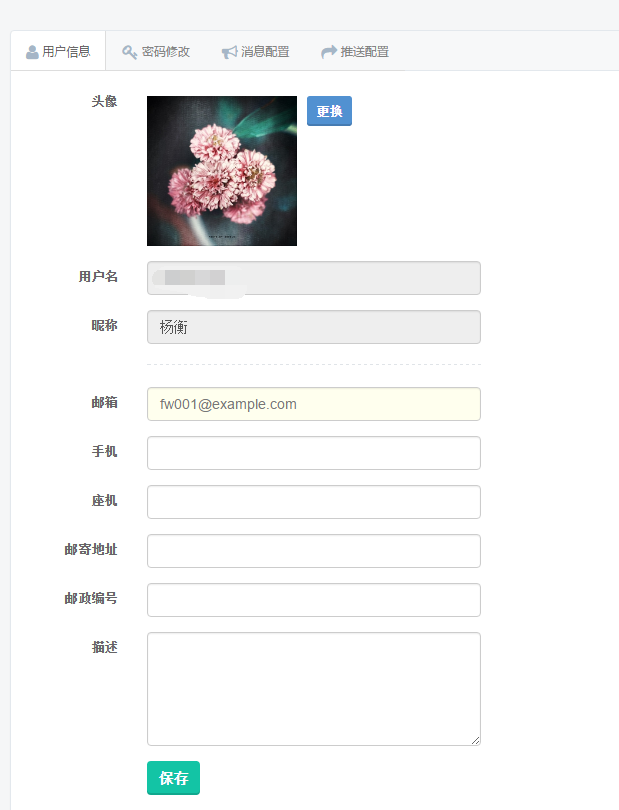 用户信息 密码修改 消息配置 推送配置
头像 更换
用户名
昵称 杨衡
邮箱 fw001@example.com
手机
座机
邮寄地址
邮政编号
描述
保存